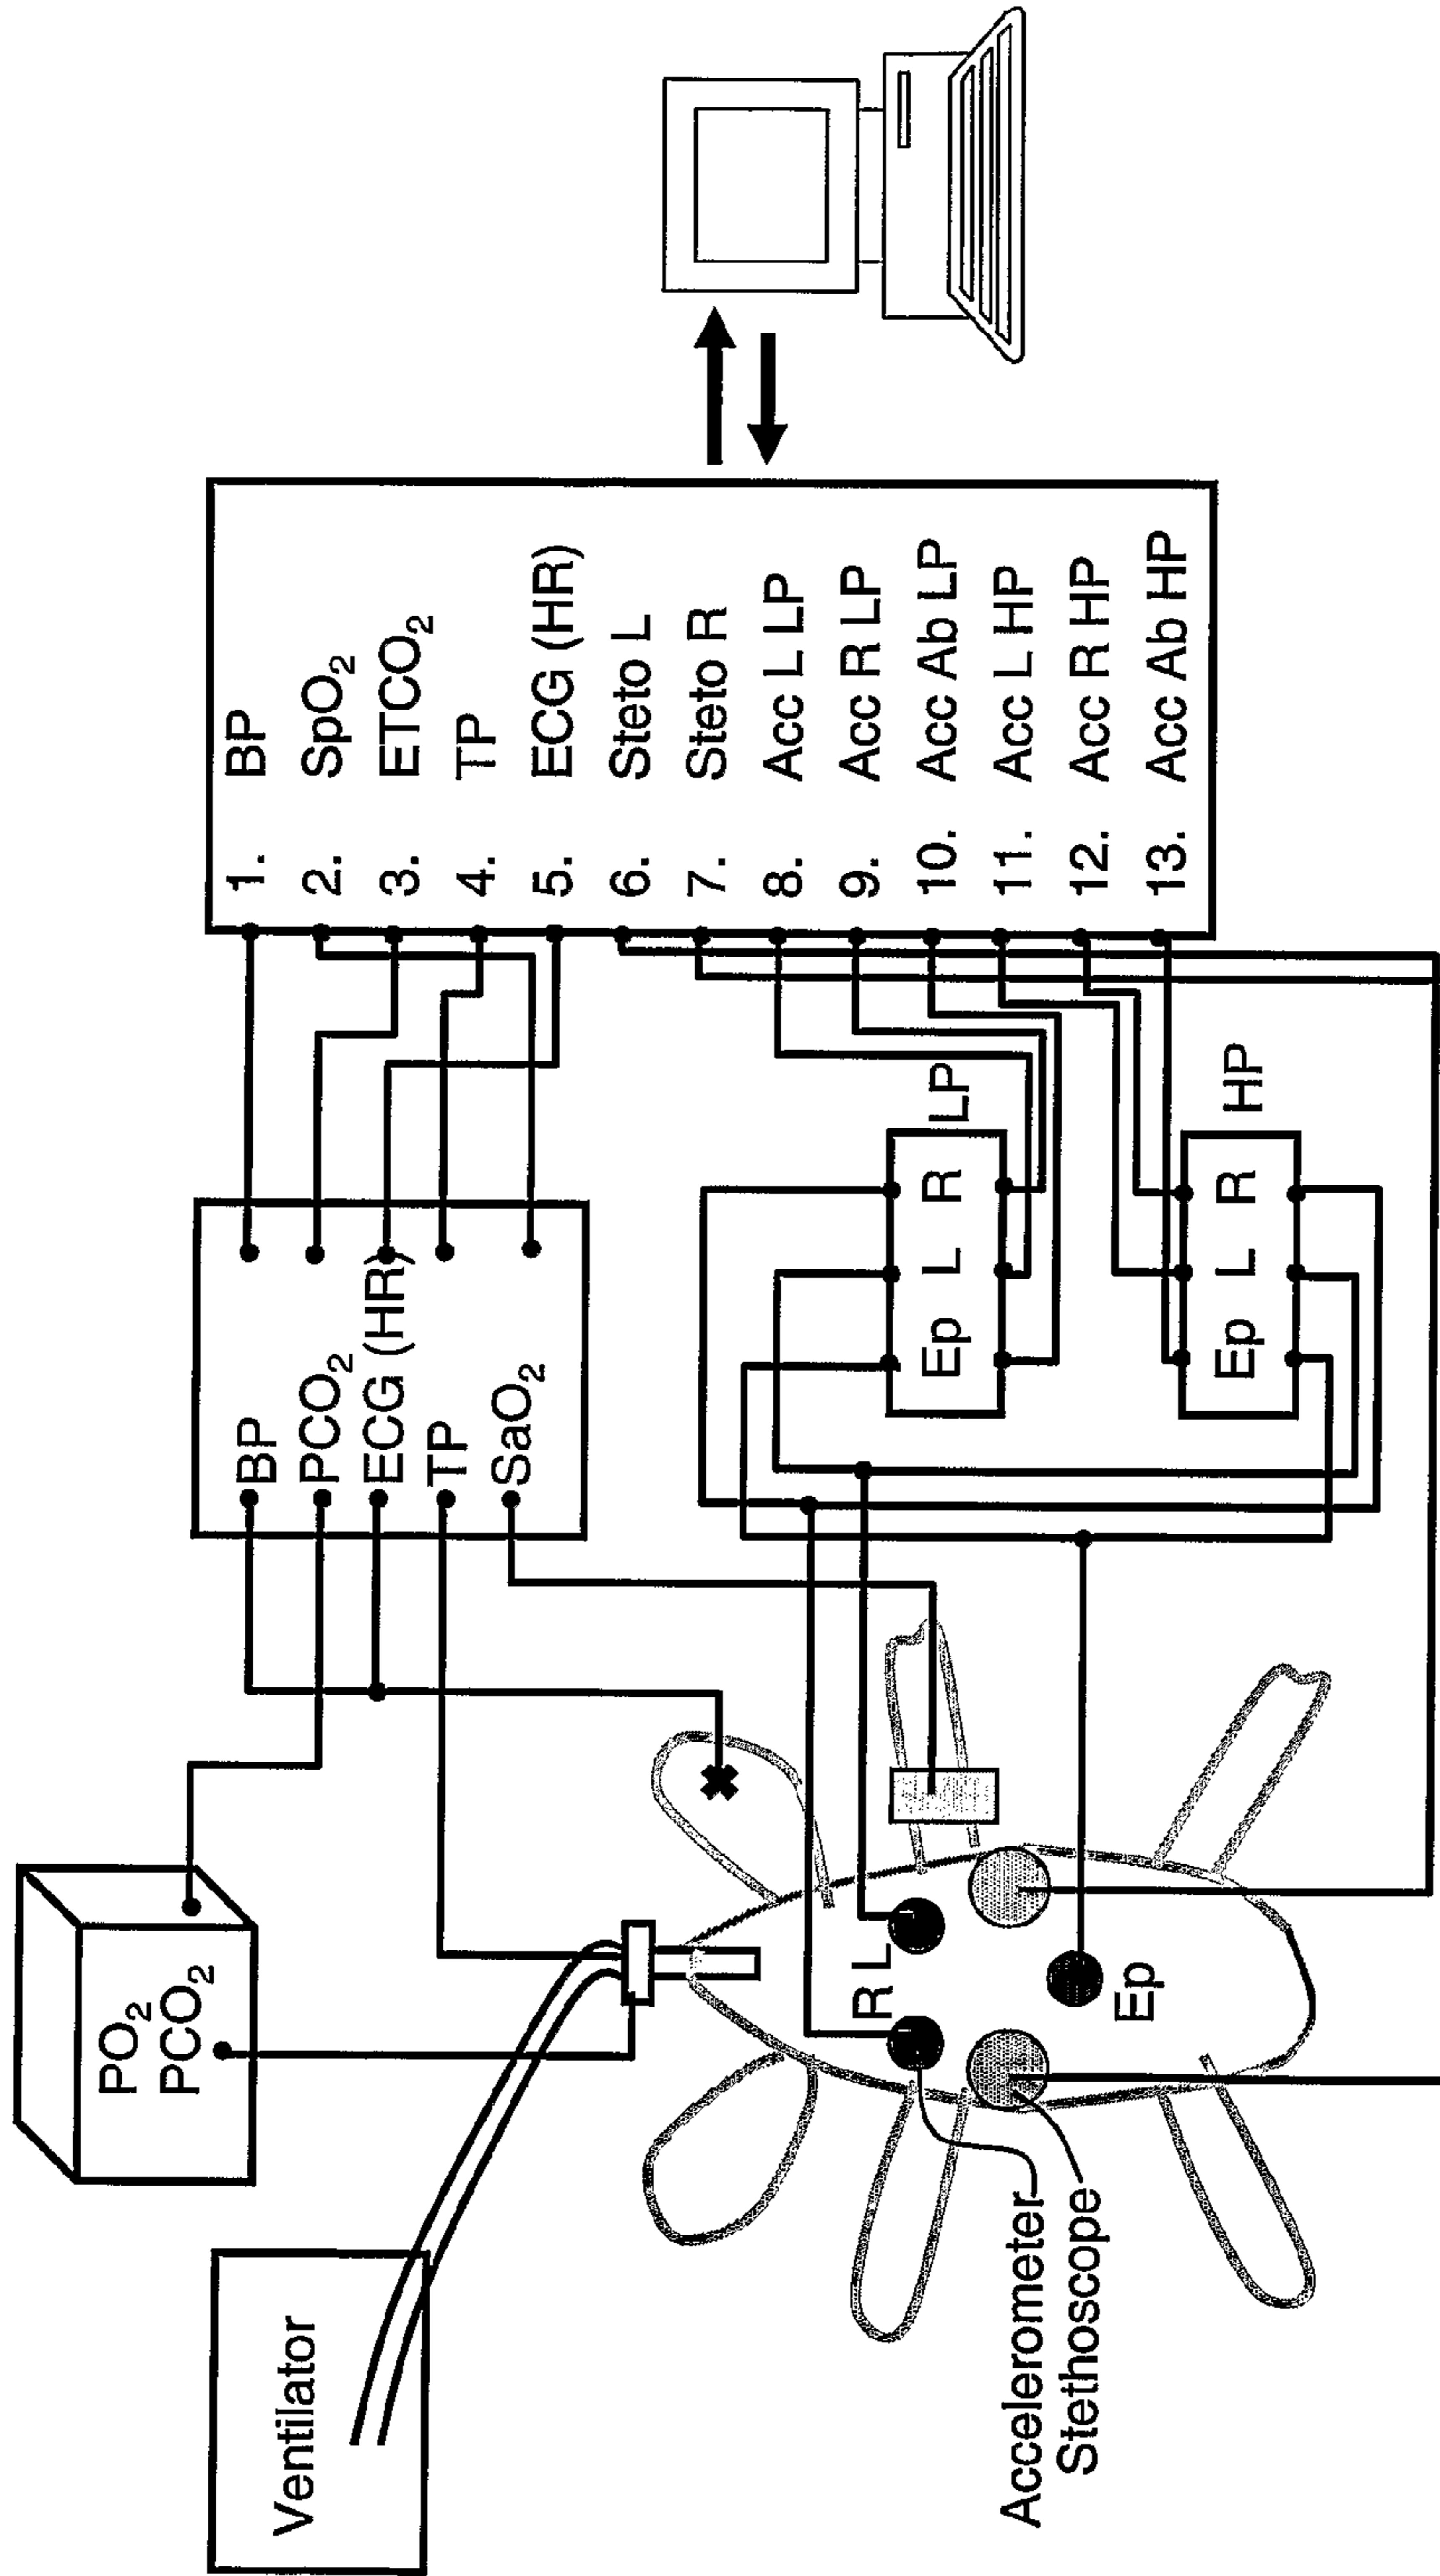 Ventilator
PO₂
PCO₂
BP
PCO₂
ECG (HR)
TP
SaO₂
1. BP
2. SpO₂
3. ETCO₂
4. TP
5. ECG (HR)
6. Steto L
7. Steto R
8. Acc L LP
9. Acc R LP
10. Acc Ab LP
11. Acc L HP
12. Acc R HP
13. Acc Ab HP
Ep L R
LP
Ep L R
HP
R L
Ep
Accelerometer
Stethoscope